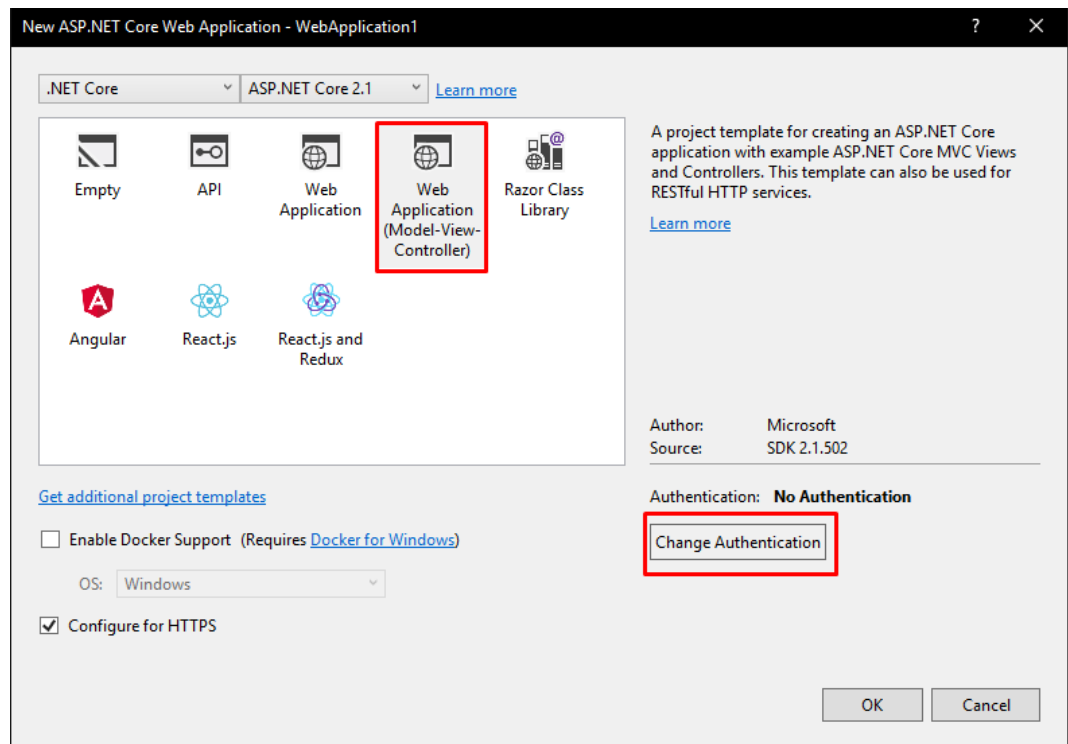 New ASP.NET Core Web Application - WebApplication1
?
.NET Core
ASP.NET Core 2.1
Learn more
Empty
API
Web
Application
Web
Application
(Model-View-
Controller)
Razor Class
Library
Angular
React.js
React.js and
Redux
A project template for creating an ASP.NET Core
application with example ASP.NET Core MVC Views
and Controllers. This template can also be used for
RESTful HTTP services.
Learn more
Author: Microsoft
Source: SDK 2.1.502
Get additional project templates
Authentication: No Authentication
Change Authentication
Enable Docker Support (Requires Docker for Windows)
OS: Windows
Configure for HTTPS
OK
Cancel